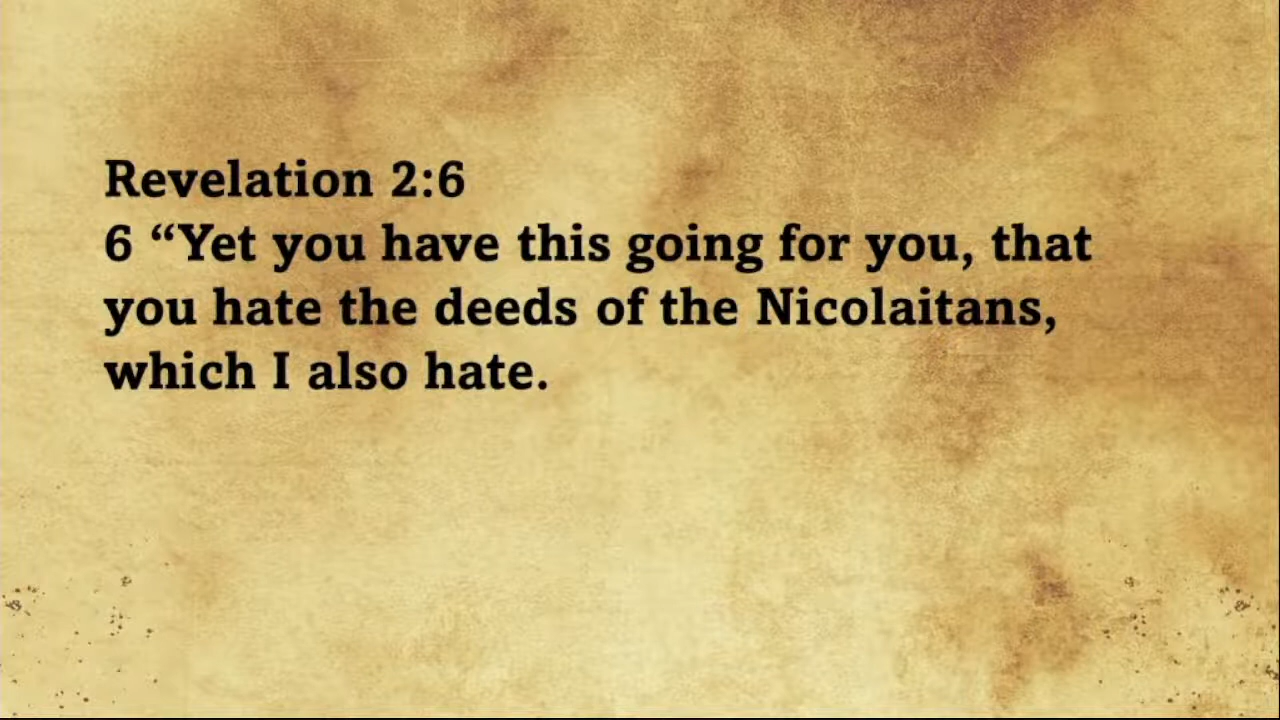 Revelation 2:6
6 “Yet you have this going for you, that
you hate the deeds of the Nicolaitans,
which I also hate.